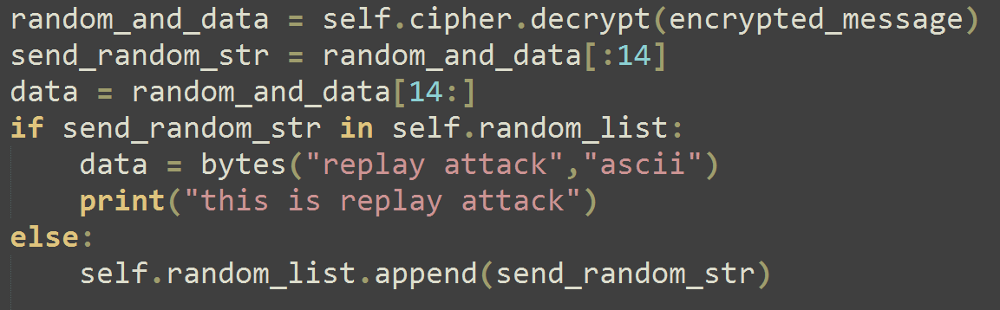 random_and_data = self.cipher.decrypt(encrypted_message)
send_random_str = random_and_data[:14]
data = random_and_data[14:]
if send_random_str in self.random_list:
    data = bytes("replay attack","ascii")
    print("this is replay attack")
else:
    self.random_list.append(send_random_str)